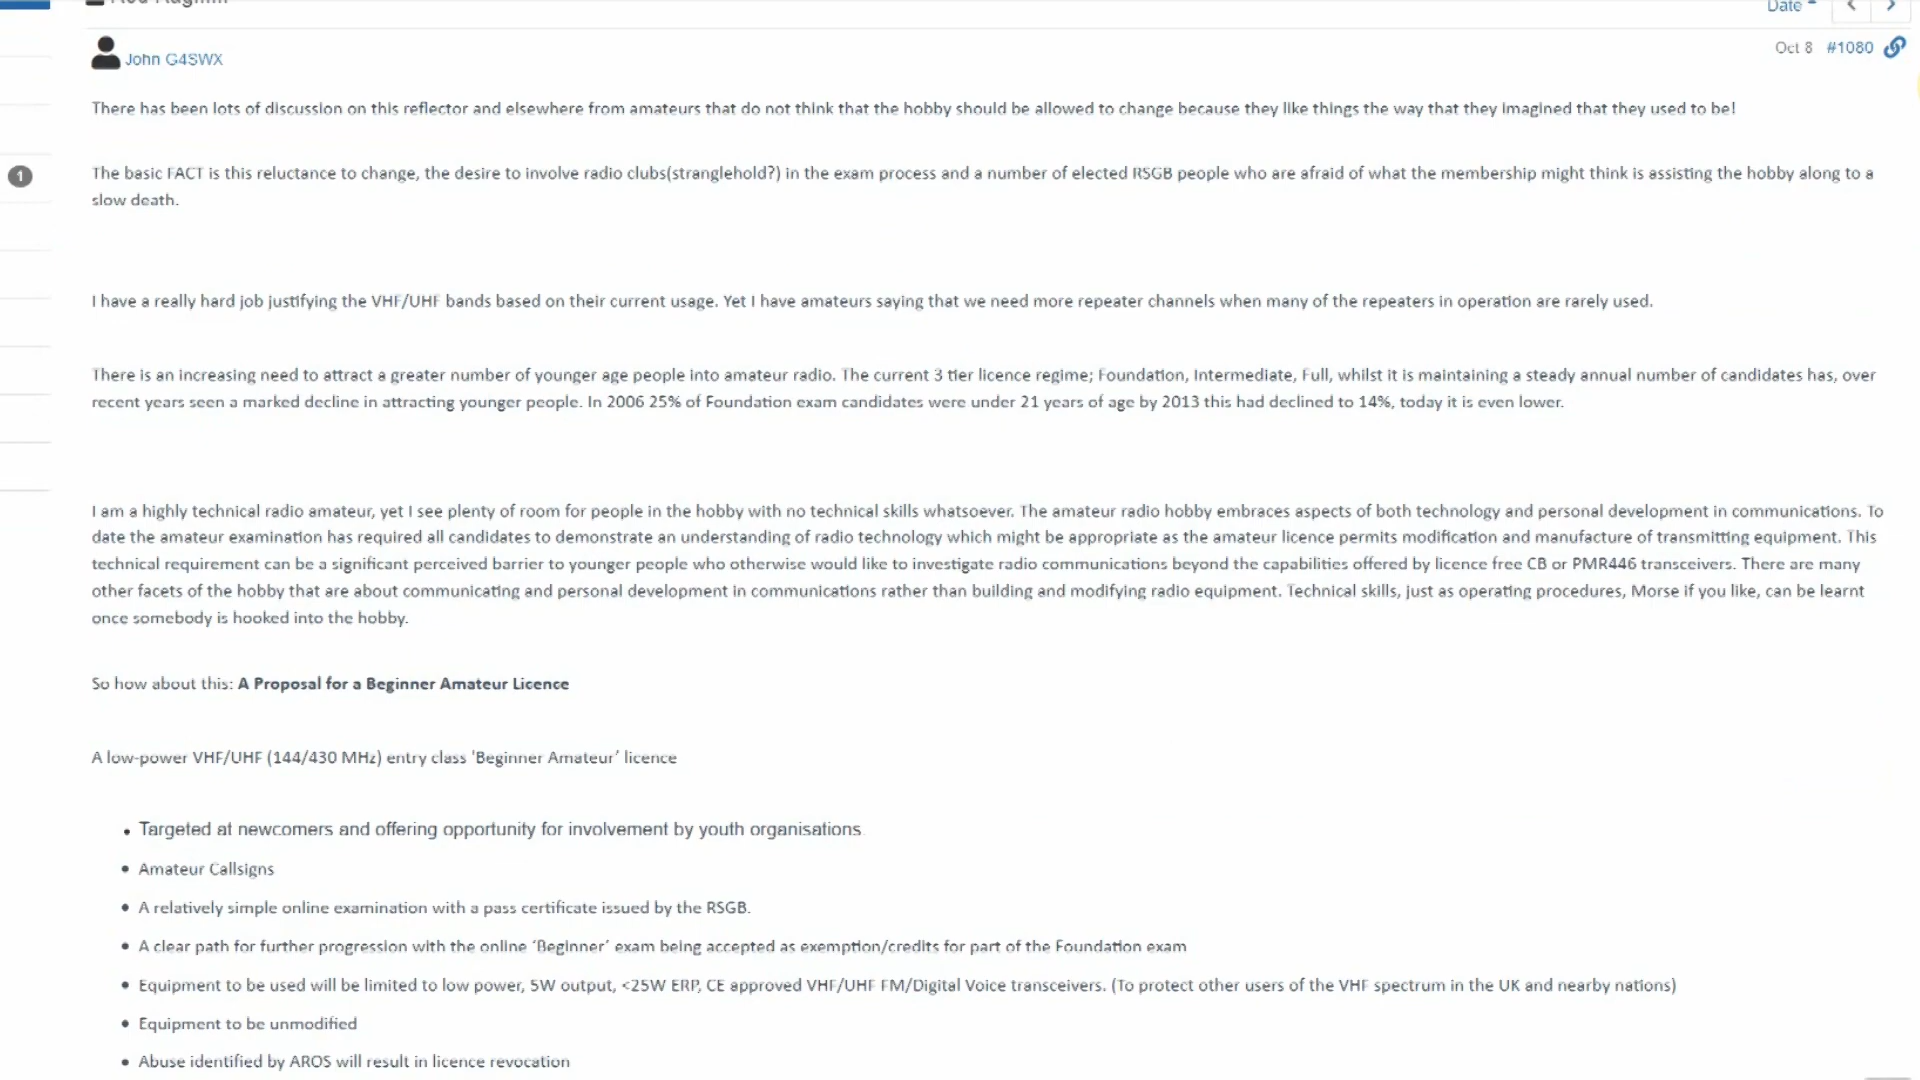 Date
John G4SWX
Oct 8 #1080
There has been lots of discussion on this reflector and elsewhere from amateurs that do not think that the hobby should be allowed to change because they like things the way that they imagined that they used to be!
1
The basic FACT is this reluctance to change, the desire to involve radio clubs(stranglehold?) in the exam process and a number of elected RSGB people who are afraid of what the membership might think is assisting the hobby along to a
slow death.
I have a really hard job justifying the VHF/UHF bands based on their current usage. Yet I have amateurs saying that we need more repeater channels when many of the repeaters in operation are rarely used.
There is an increasing need to attract a greater number of younger age people into amateur radio. The current 3 tier licence regime; Foundation, Intermediate, Full, whilst it is maintaining a steady annual number of candidates has, over
recent years seen a marked decline in attracting younger people. In 2006 25% of Foundation exam candidates were under 21 years of age by 2013 this had declined to 14%, today it is even lower.
I am a highly technical radio amateur, yet I see plenty of room for people in the hobby with no technical skills whatsoever. The amateur radio hobby embraces aspects of both technology and personal development in communications. To
date the amateur examination has required all candidates to demonstrate an understanding of radio technology which might be appropriate as the amateur licence permits modification and manufacture of transmitting equipment. This
technical requirement can be a significant perceived barrier to younger people who otherwise would like to investigate radio communications beyond the capabilities offered by licence free CB or PMR446 transceivers. There are many
other facets of the hobby that are about communicating and personal development in communications rather than building and modifying radio equipment. Technical skills, just as operating procedures, Morse if you like, can be learnt
once somebody is hooked into the hobby.
So how about this: A Proposal for a Beginner Amateur Licence
A low-power VHF/UHF (144/430 MHz) entry class 'Beginner Amateur' licence
• Targeted at newcomers and offering opportunity for involvement by youth organisations
• Amateur Callsigns
• A relatively simple online examination with a pass certificate issued by the RSGB.
• A clear path for further progression with the online 'Beginner' exam being accepted as exemption/credits for part of the Foundation exam
• Equipment to be used will be limited to low power, 5W output, <25W ERP, CE approved VHF/UHF FM/Digital Voice transceivers. (To protect other users of the VHF spectrum in the UK and nearby nations)
• Equipment to be unmodified
• Abuse identified by AROS will result in licence revocation